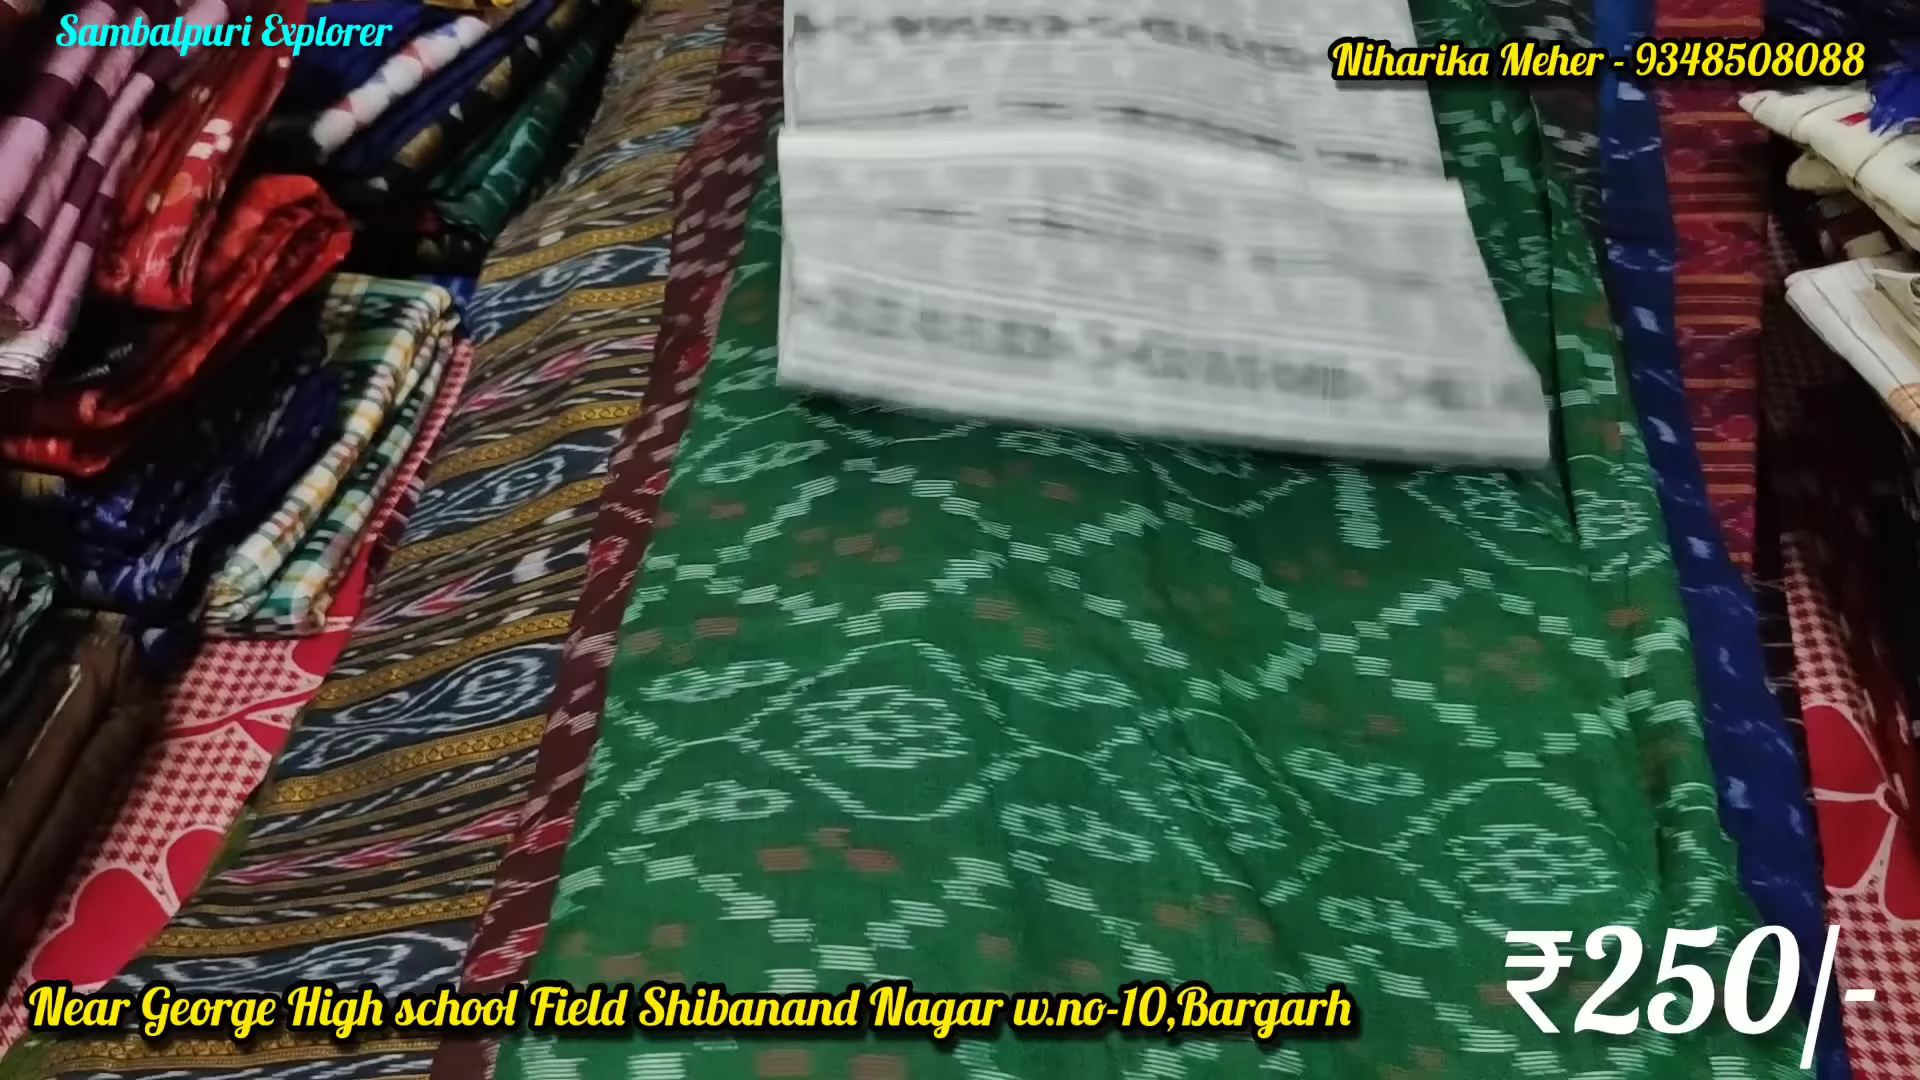 Sambalpuri Explorer
Niharika Meher - 9348508088
Near George High school Field Shibanand Nagar w.no-10,Bargarh
₹250/-